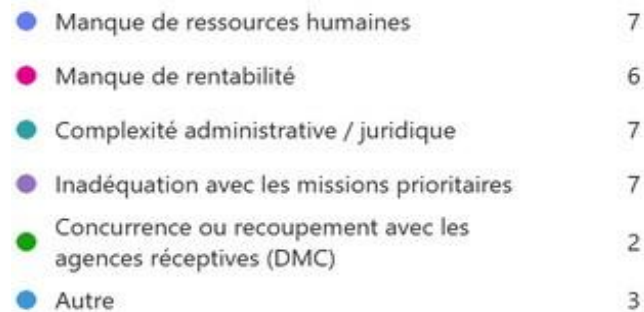 Manque de ressources humaines 7
Manque de rentabilité 6
Complexité administrative / juridique 7
Inadéquation avec les missions prioritaires 7
Concurrence ou recoupement avec les
agences réceptives (DMC) 2
Autre 3